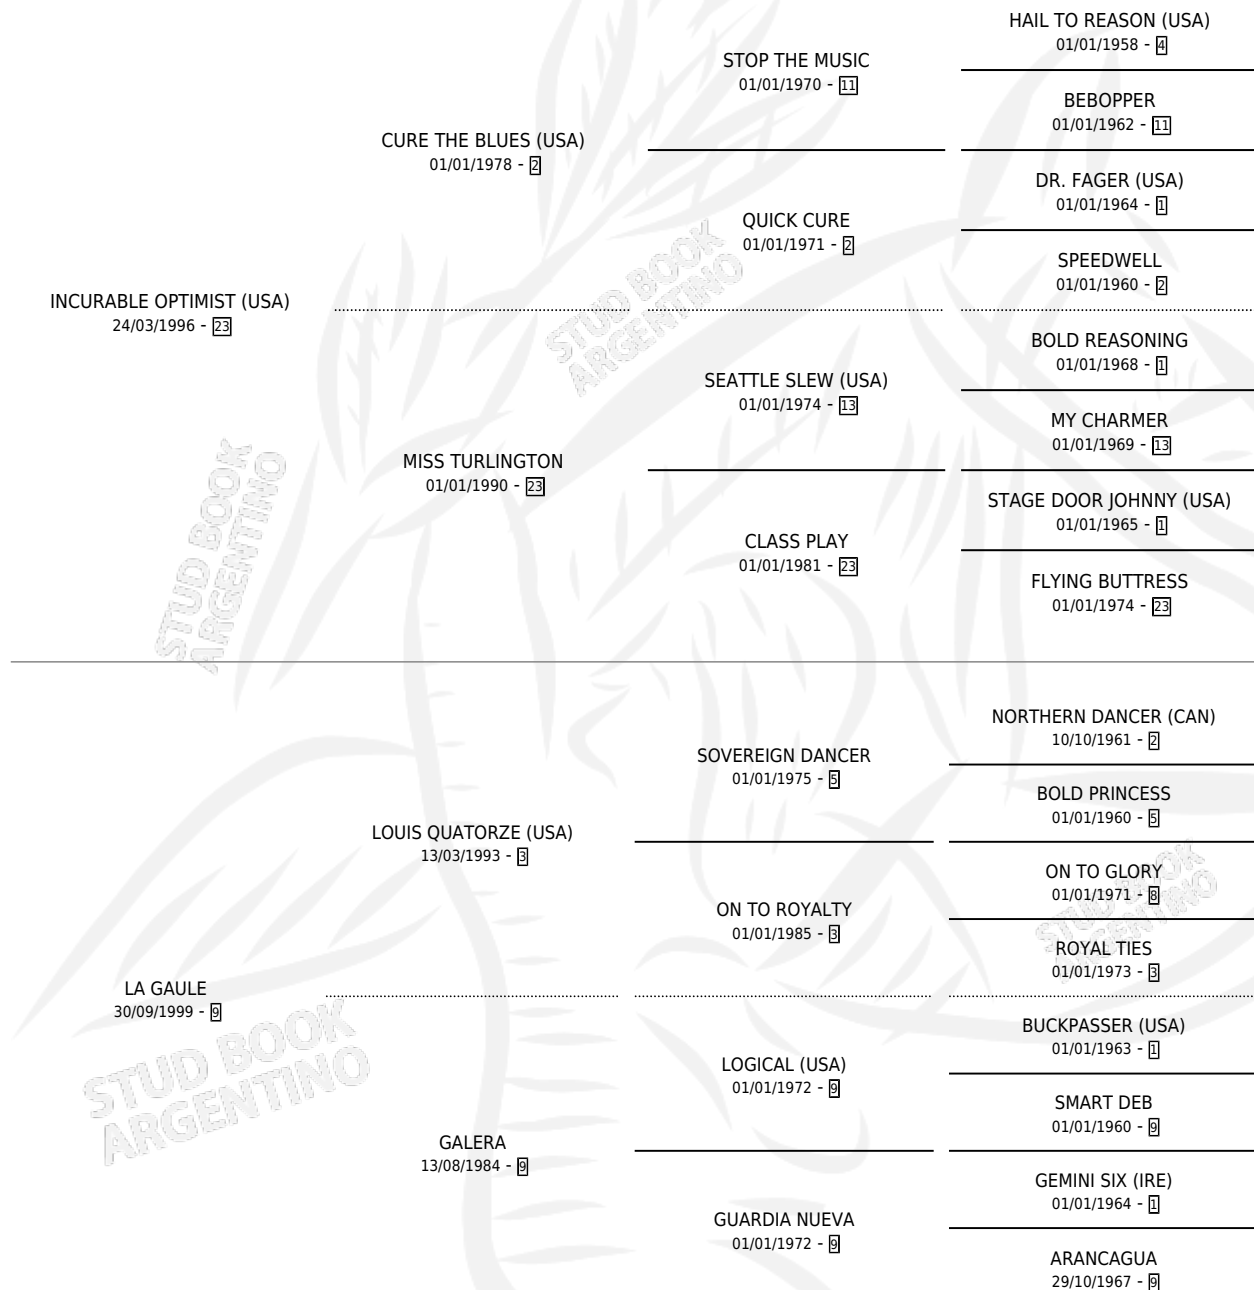 HAIL TO REASON (USA)
01/01/1958 - 4
STOP THE MUSIC
01/01/1970 - 11
BEBOPPER
01/01/1962 - 11
CURE THE BLUES (USA)
01/01/1978 - 2
DR. FAGER (USA)
01/01/1964 - 1
QUICK CURE
01/01/1971 - 2
SPEEDWELL
01/01/1960 - 2
INCURABLE OPTIMIST (USA)
24/03/1996 - 23
BOLD REASONING
01/01/1968 - 1
SEATTLE SLEW (USA)
01/01/1974 - 13
MY CHARMER
01/01/1969 - 13
MISS TURLINGTON
01/01/1990 - 23
STAGE DOOR JOHNNY (USA)
01/01/1965 - 1
CLASS PLAY
01/01/1981 - 23
FLYING BUTTRESS
01/01/1974 - 23
NORTHERN DANCER (CAN)
10/10/1961 - 2
SOVEREIGN DANCER
01/01/1975 - 5
BOLD PRINCESS
01/01/1960 - 5
LOUIS QUATORZE (USA)
13/03/1993 - 3
ON TO GLORY
01/01/1971 - 8
ON TO ROYALTY
01/01/1985 - 3
ROYAL TIES
01/01/1973 - 3
LA GAULE
30/09/1999 - 9
BUCKPASSER (USA)
01/01/1963 - 1
LOGICAL (USA)
01/01/1972 - 9
SMART DEB
01/01/1960 - 9
GALERA
13/08/1984 - 9
GEMINI SIX (IRE)
01/01/1964 - 1
GUARDIA NUEVA
01/01/1972 - 9
ARANCAGUA
29/10/1967 - 9
STUD BOOK
ARGENTINO
STUD BOOK
ARGENTINO
STUD BOOK
ARGENTINO
STUD BOOK
ARGENTINO